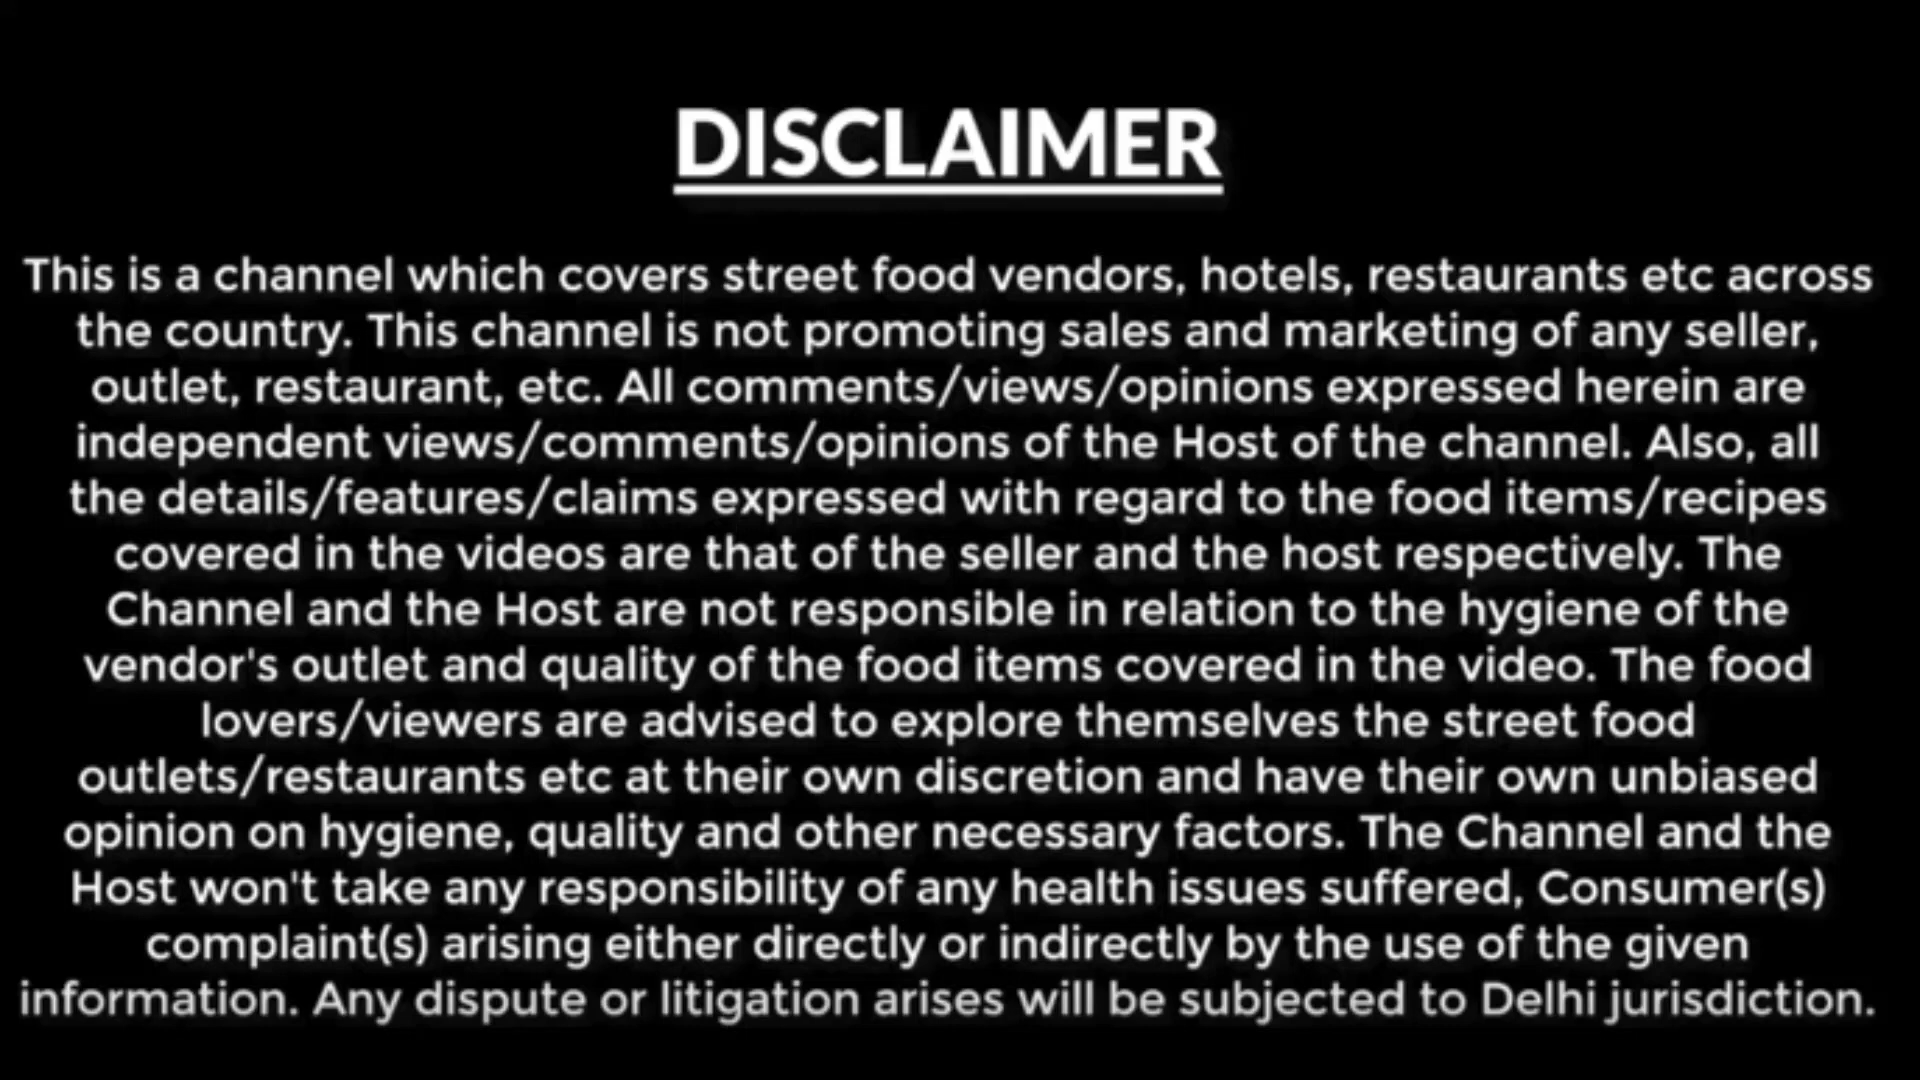 DISCLAIMER
This is a channel which covers street food vendors, hotels, restaurants etc across
the country. This channel is not promoting sales and marketing of any seller,
outlet, restaurant, etc. All comments/views/opinions expressed herein are
independent views/comments/opinions of the Host of the channel. Also, all
the details/features/claims expressed with regard to the food items/recipes
covered in the videos are that of the seller and the host respectively. The
Channel and the Host are not responsible in relation to the hygiene of the
vendor's outlet and quality of the food items covered in the video. The food
lovers/viewers are advised to explore themselves the street food
outlets/restaurants etc at their own discretion and have their own unbiased
opinion on hygiene, quality and other necessary factors. The Channel and the
Host won't take any responsibility of any health issues suffered, Consumer(s)
complaint(s) arising either directly or indirectly by the use of the given
information. Any dispute or litigation arises will be subjected to Delhi jurisdiction.